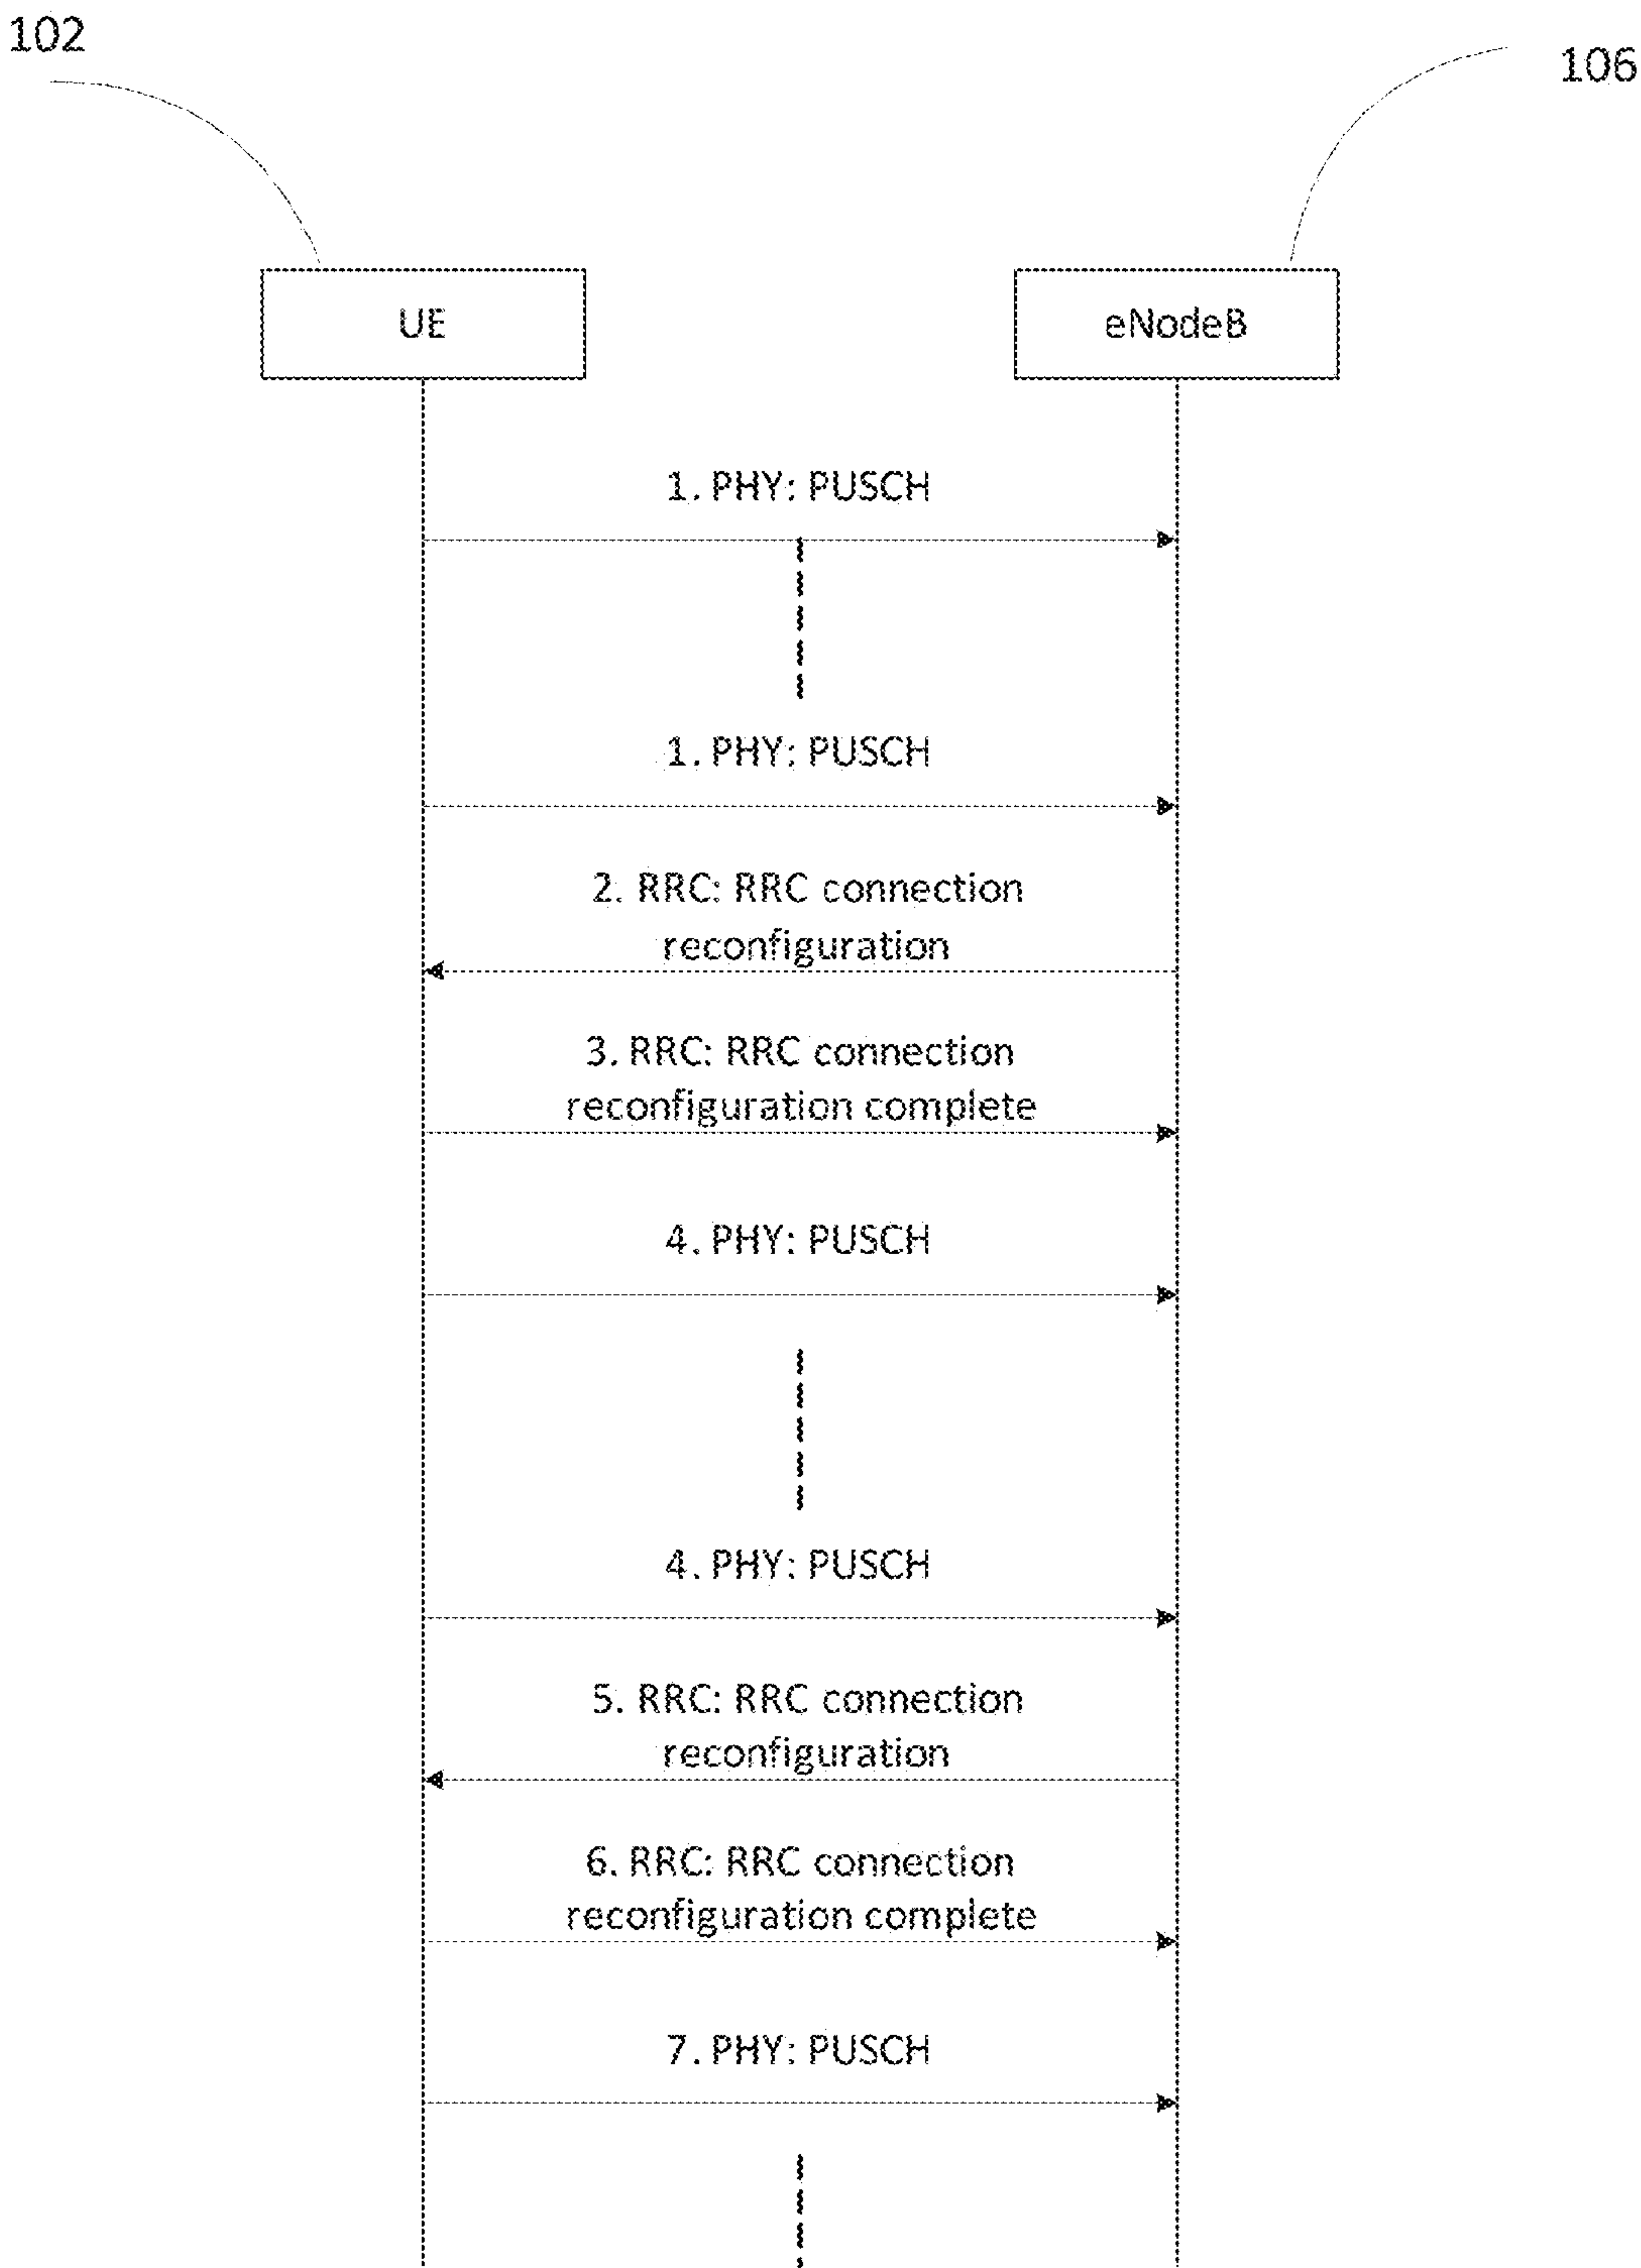 102
106
UE
eNodeB
1. PHY: PUSCH
1. PHY: PUSCH
2. RRC: RRC connection
reconfiguration
3. RRC: RRC connection
reconfiguration complete
4. PHY: PUSCH
4. PHY: PUSCH
5. RRC: RRC connection
reconfiguration
6. RRC: RRC connection
reconfiguration complete
7. PHY: PUSCH